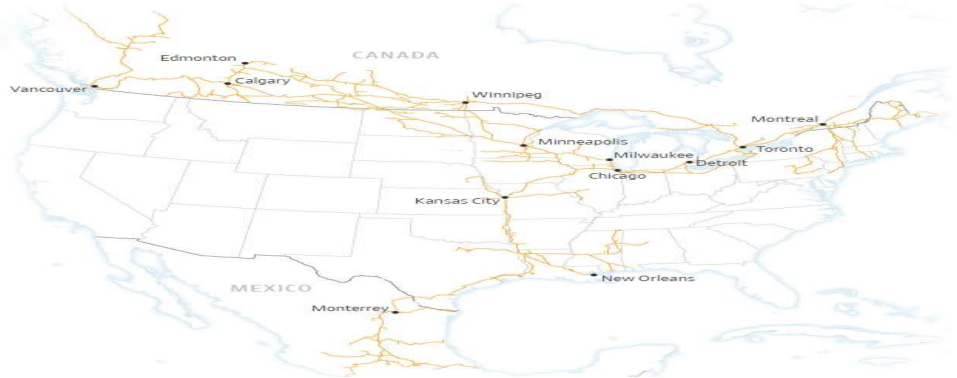 CANADA
Edmonton
Calgary
Vancouver
Winnipeg
Montreal
Minneapolis
Toronto
Milwaukee
Detroit
Chicago
Kansas City
New Orleans
MEXICO
Monterrey